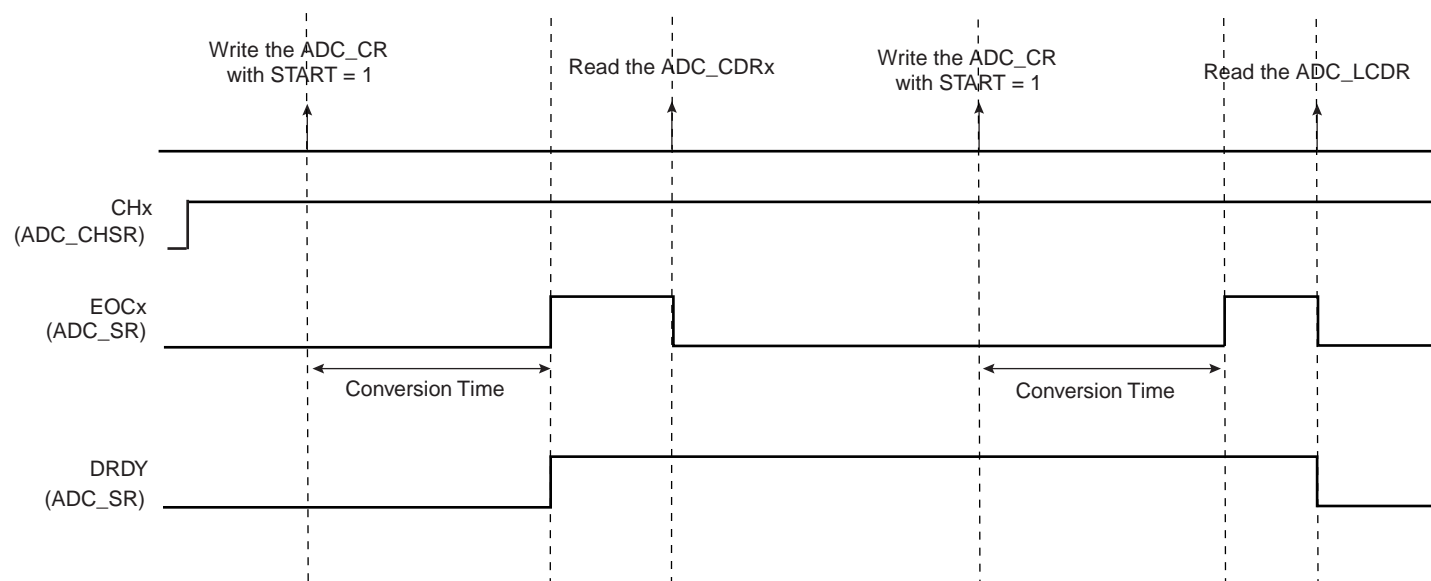 Write the ADC_CR
with START = 1
Read the ADC_CDRx
Write the ADC_CR
with START = 1
Read the ADC_LCDR
CHx
(ADC_CHSR)
EOCx
(ADC_SR)
Conversion Time
Conversion Time
DRDY
(ADC_SR)